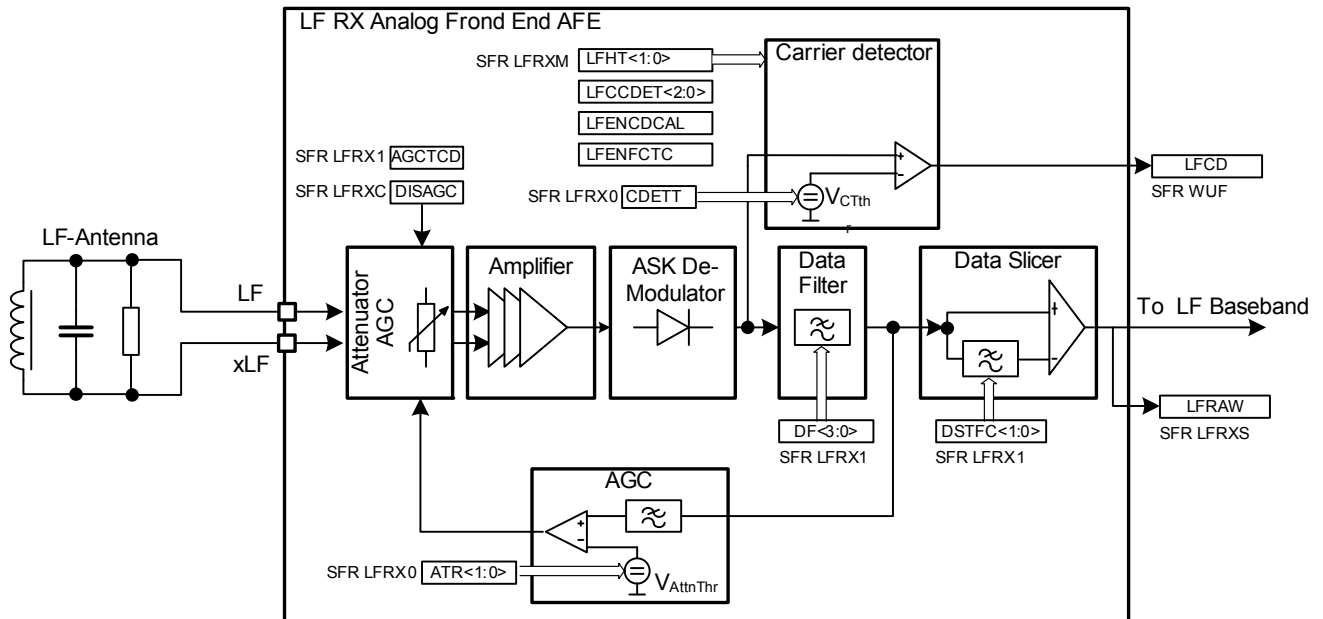 LF RX Analog Frond End AFE
SFR LFRXM
LFHT<1:0>
Carrier detector
LFCCDET<2:0>
LFENCDCAL
LFENFCTC
SFR LFRX1
AGCTCD
SFR LFRXC
DISAGC
SFR LFRX0
CDETT
+
-
VCTth
r
LFCD
SFR WUF
LF-Antenna
LF
xLF
Attenuator
AGC
Amplifier
ASK De-
Modulator
Data
Filter
Data Slicer
+
-
To LF Baseband
DF<3:0>
SFR LFRX1
DSTFC<1:0>
SFR LFRX1
LFRAW
SFR LFRXS
AGC
+
-
SFR LFRX0
ATR<1:0>
VAttnThr